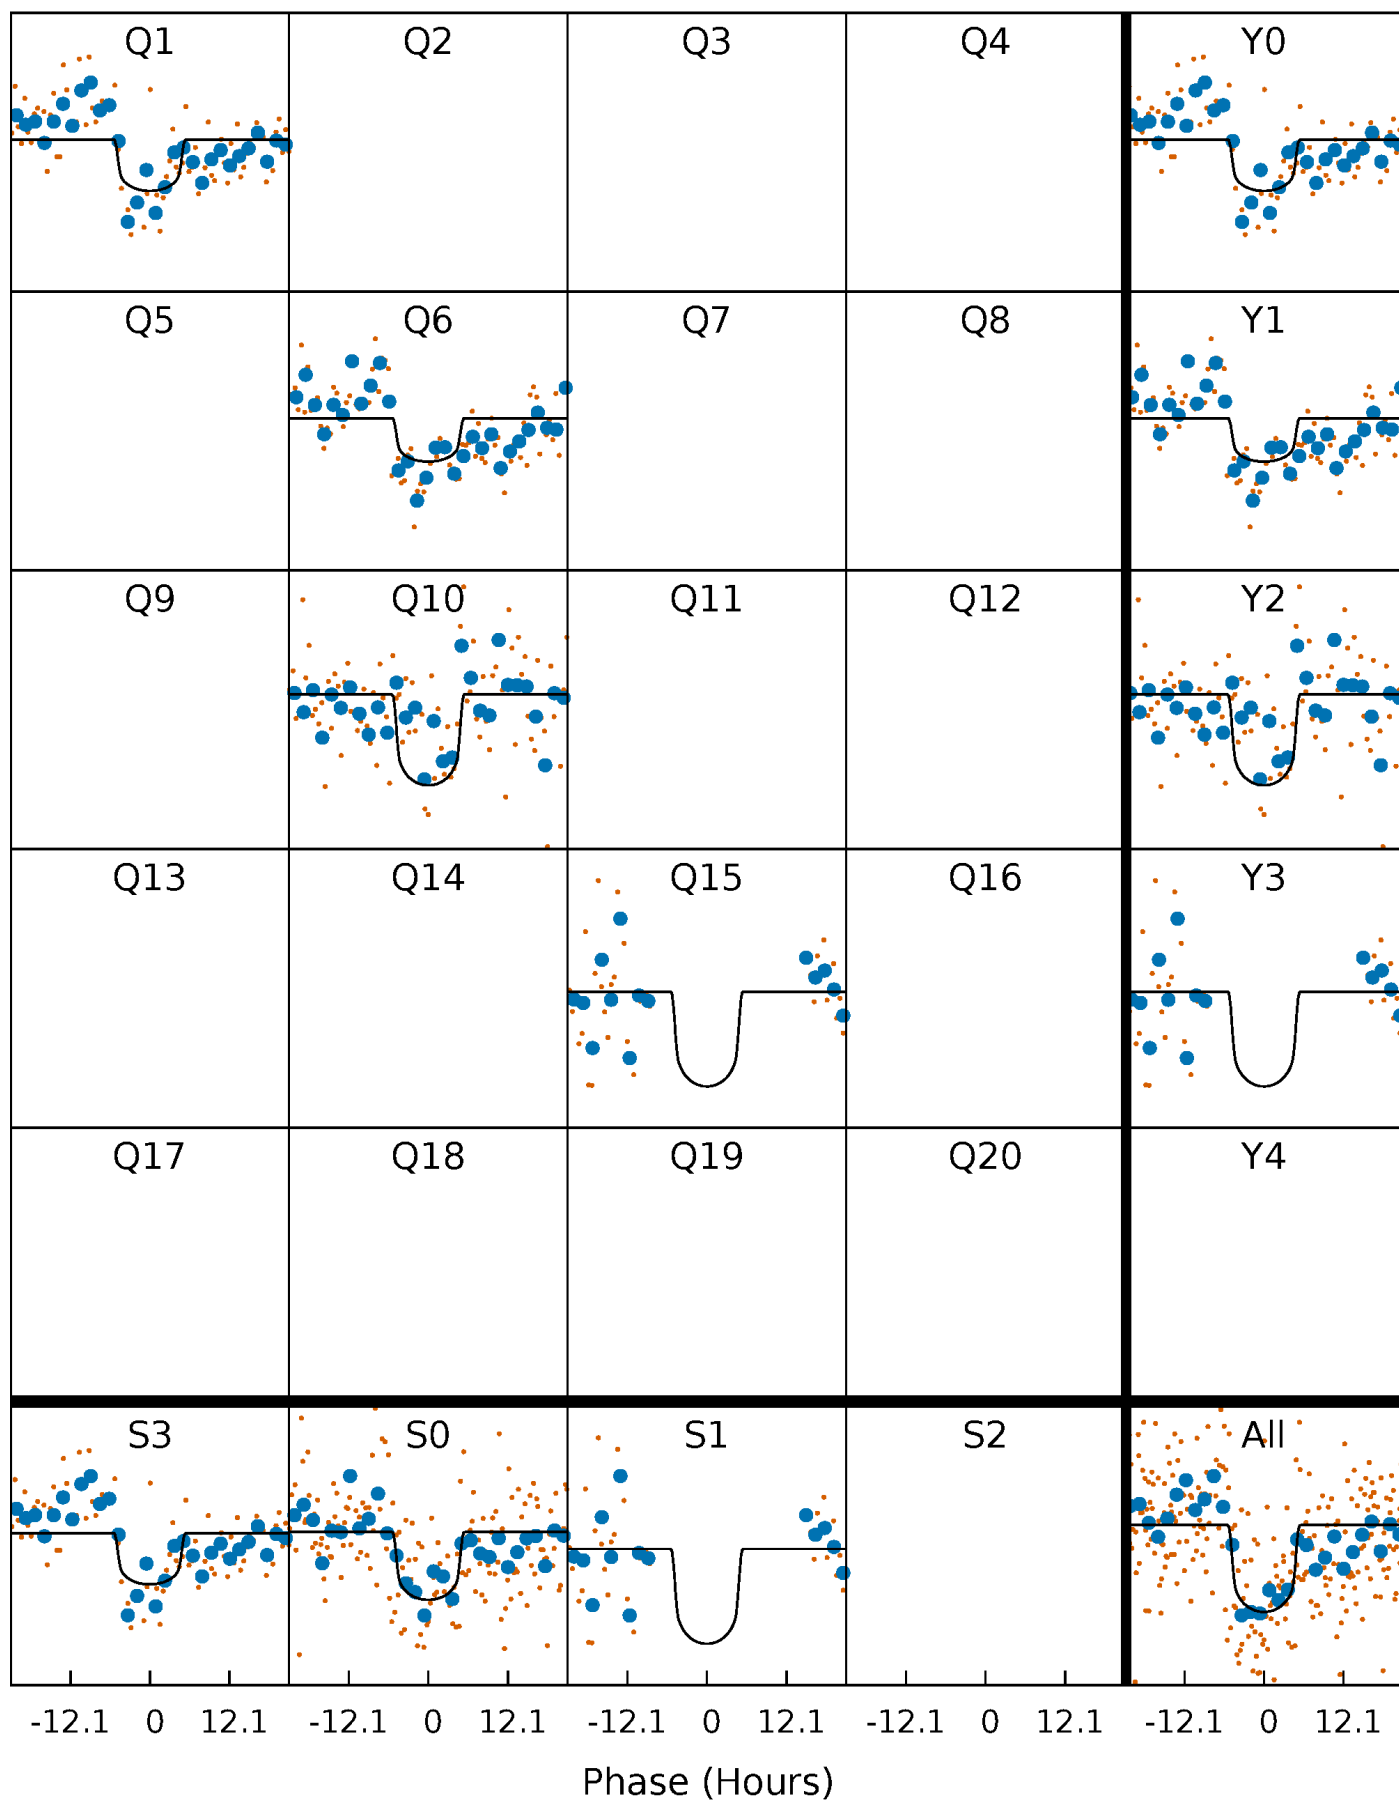 Q1 Q2 Q3 Q4 Y0
Q5 Q6 Q7 Q8 Y1
Q9 Q10 Q11 Q12 Y2
Q13 Q14 Q15 Q16 Y3
Q17 Q18 Q19 Q20 Y4
S3 S0 S1 S2 All
-12.1 0 12.1 -12.1 0 12.1 -12.1 0 12.1 -12.1 0 12.1 -12.1 0 12.1
Phase (Hours)